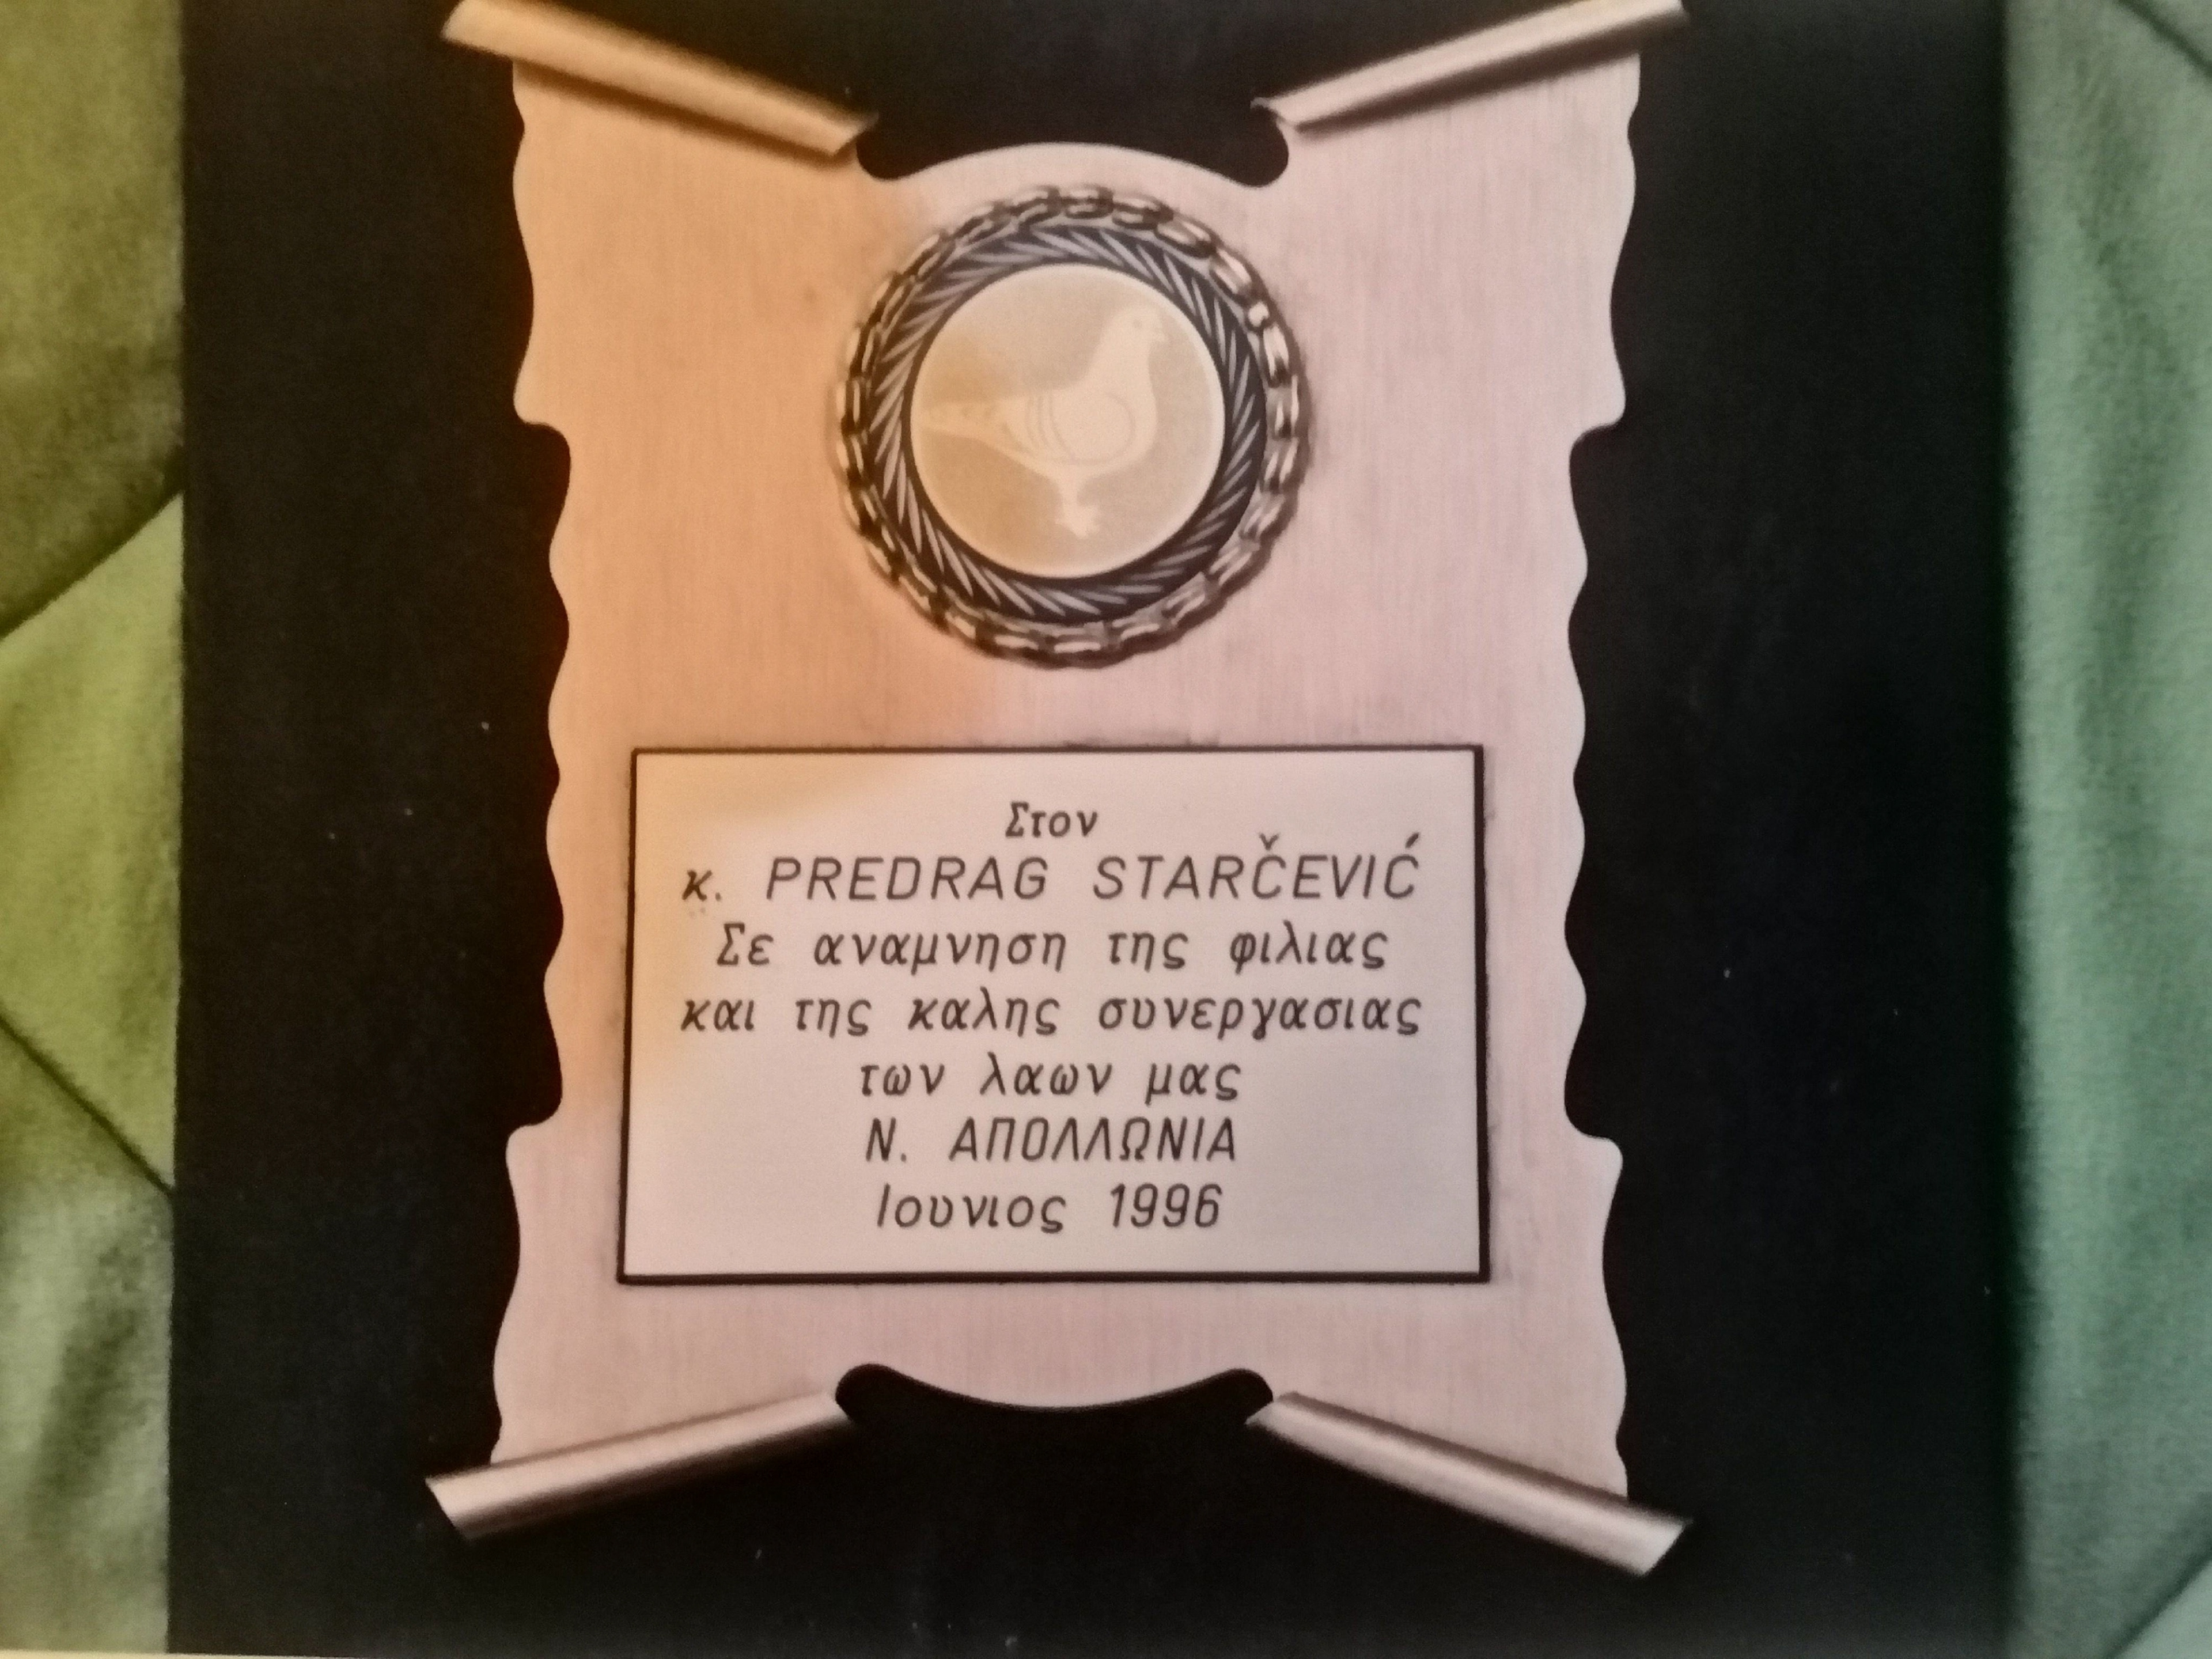 Στον
κ. PREDRAG STARČEVIĆ
Σε αναμνηση της φιλιας
και της καλης συνεργασιας
των λαων μας
Ν. ΑΠΟΛΛΩΝΙΑ
Ιουνιος 1996